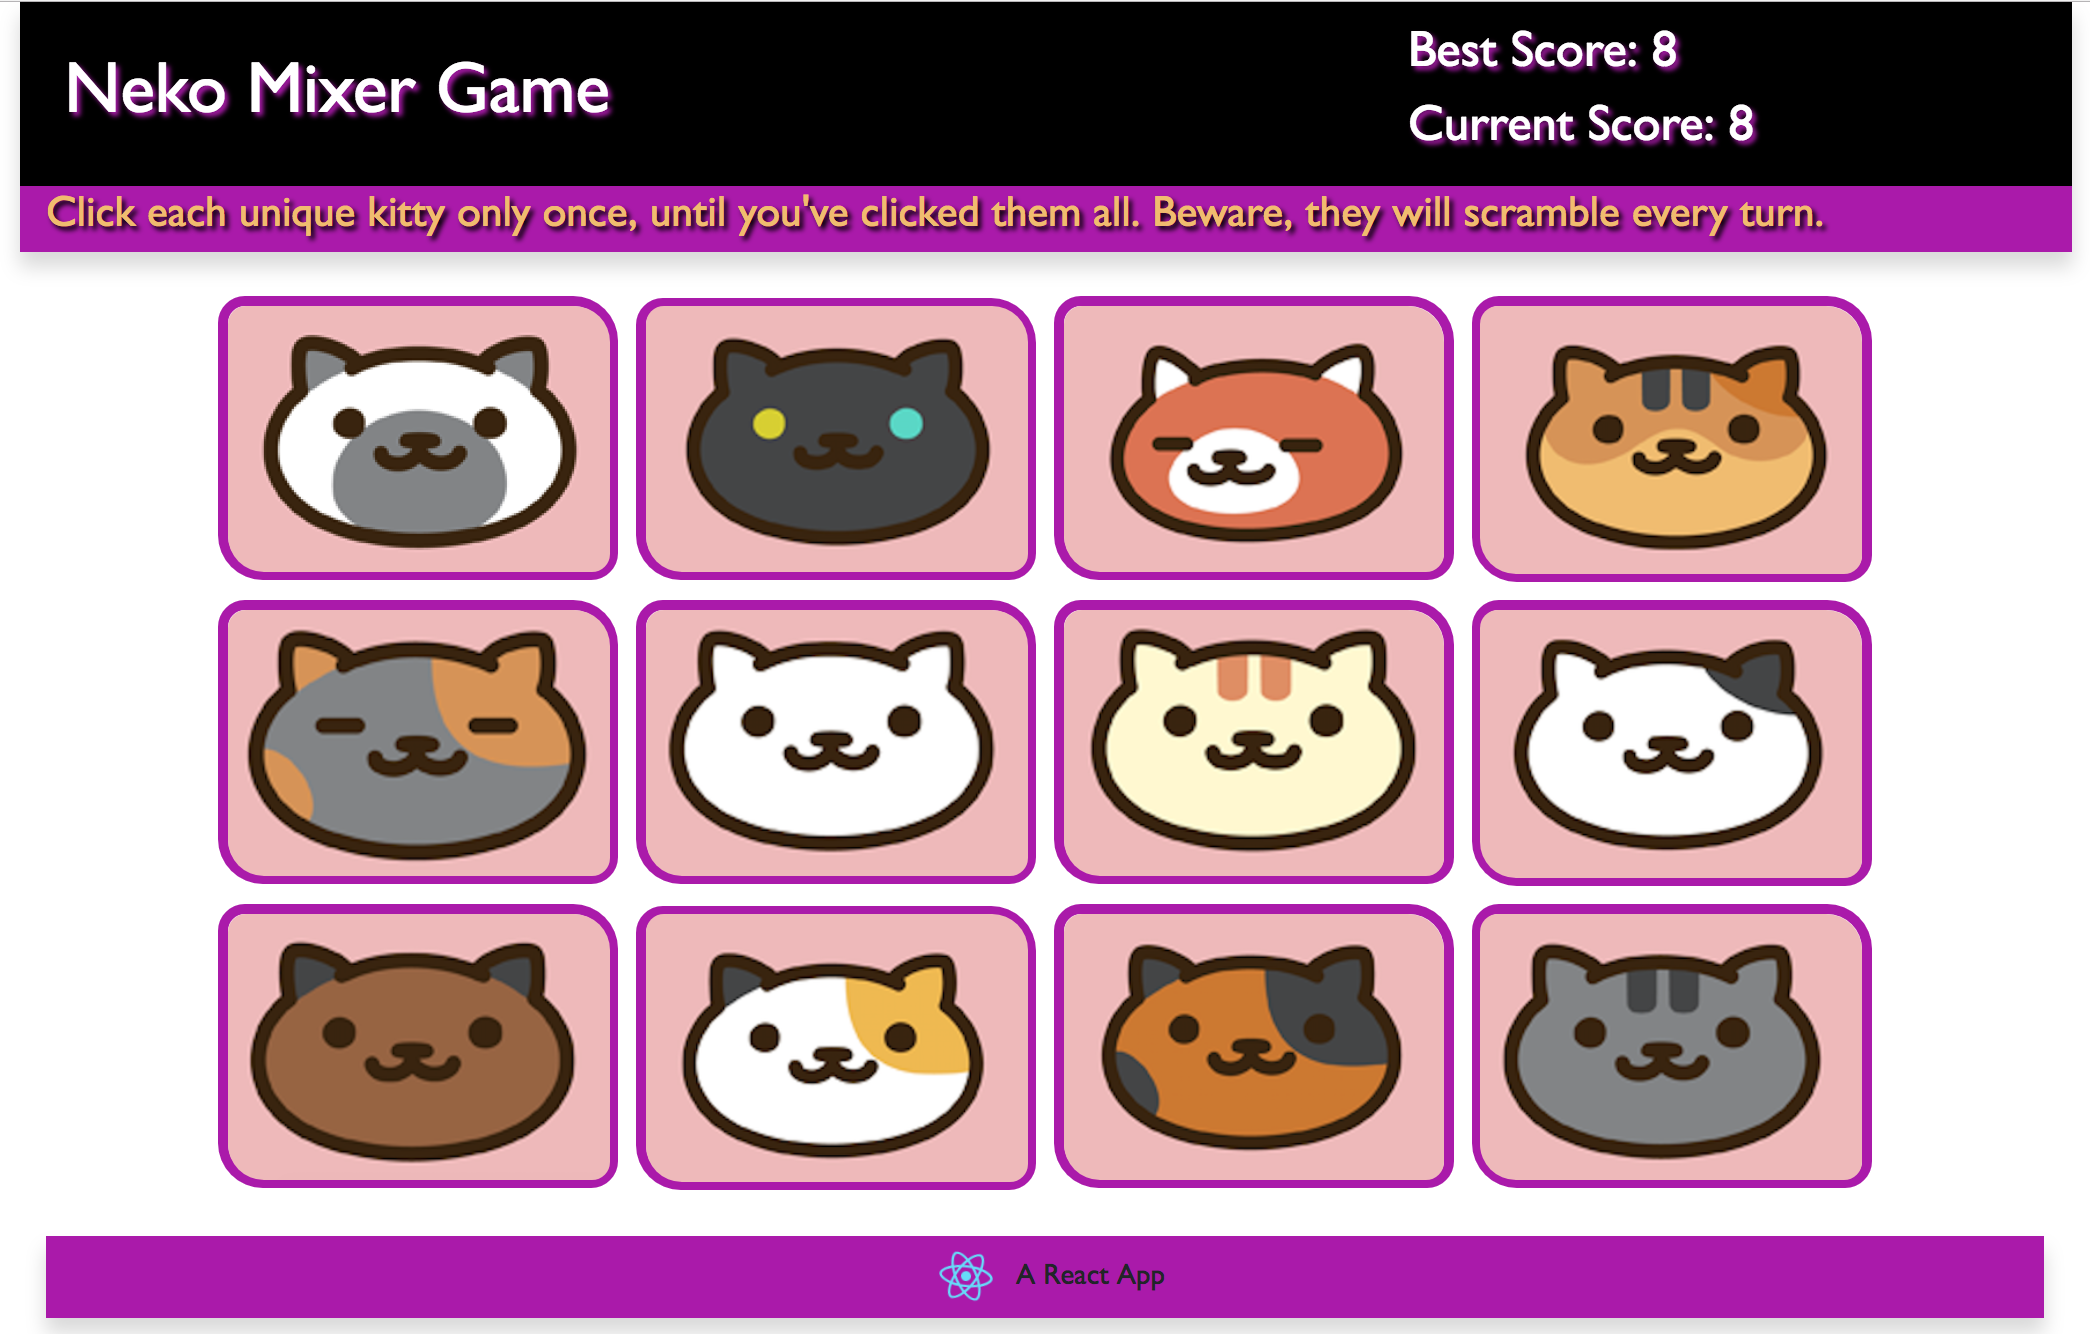 Neko Mixer Game
Best Score: 8
Current Score: 8
Click each unique kitty only once, until you've clicked them all. Beware, they will scramble every turn.
A React App